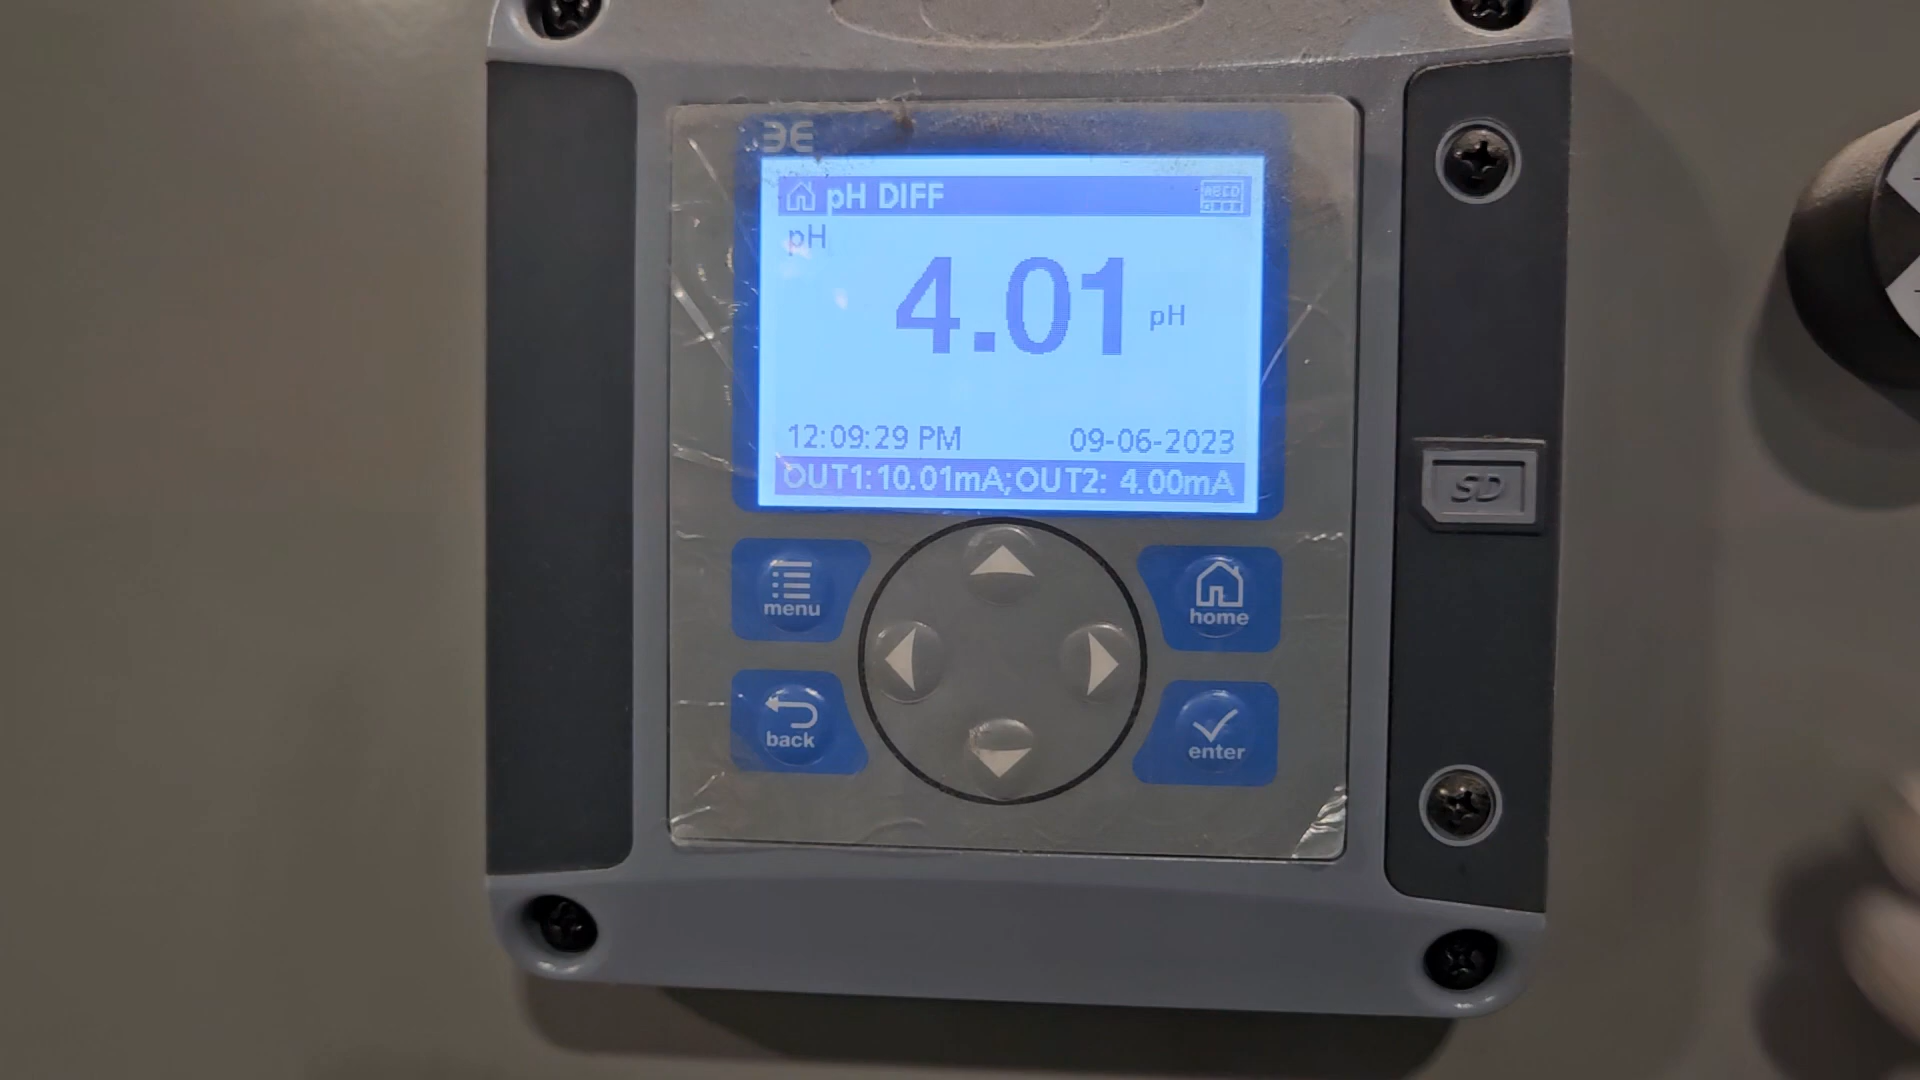 pH DIFF
pH
4.01 pH
12:09:29 PM 09-06-2023
OUT1:10.01mA;OUT2: 4.00mA
menu
home
back
enter
SD